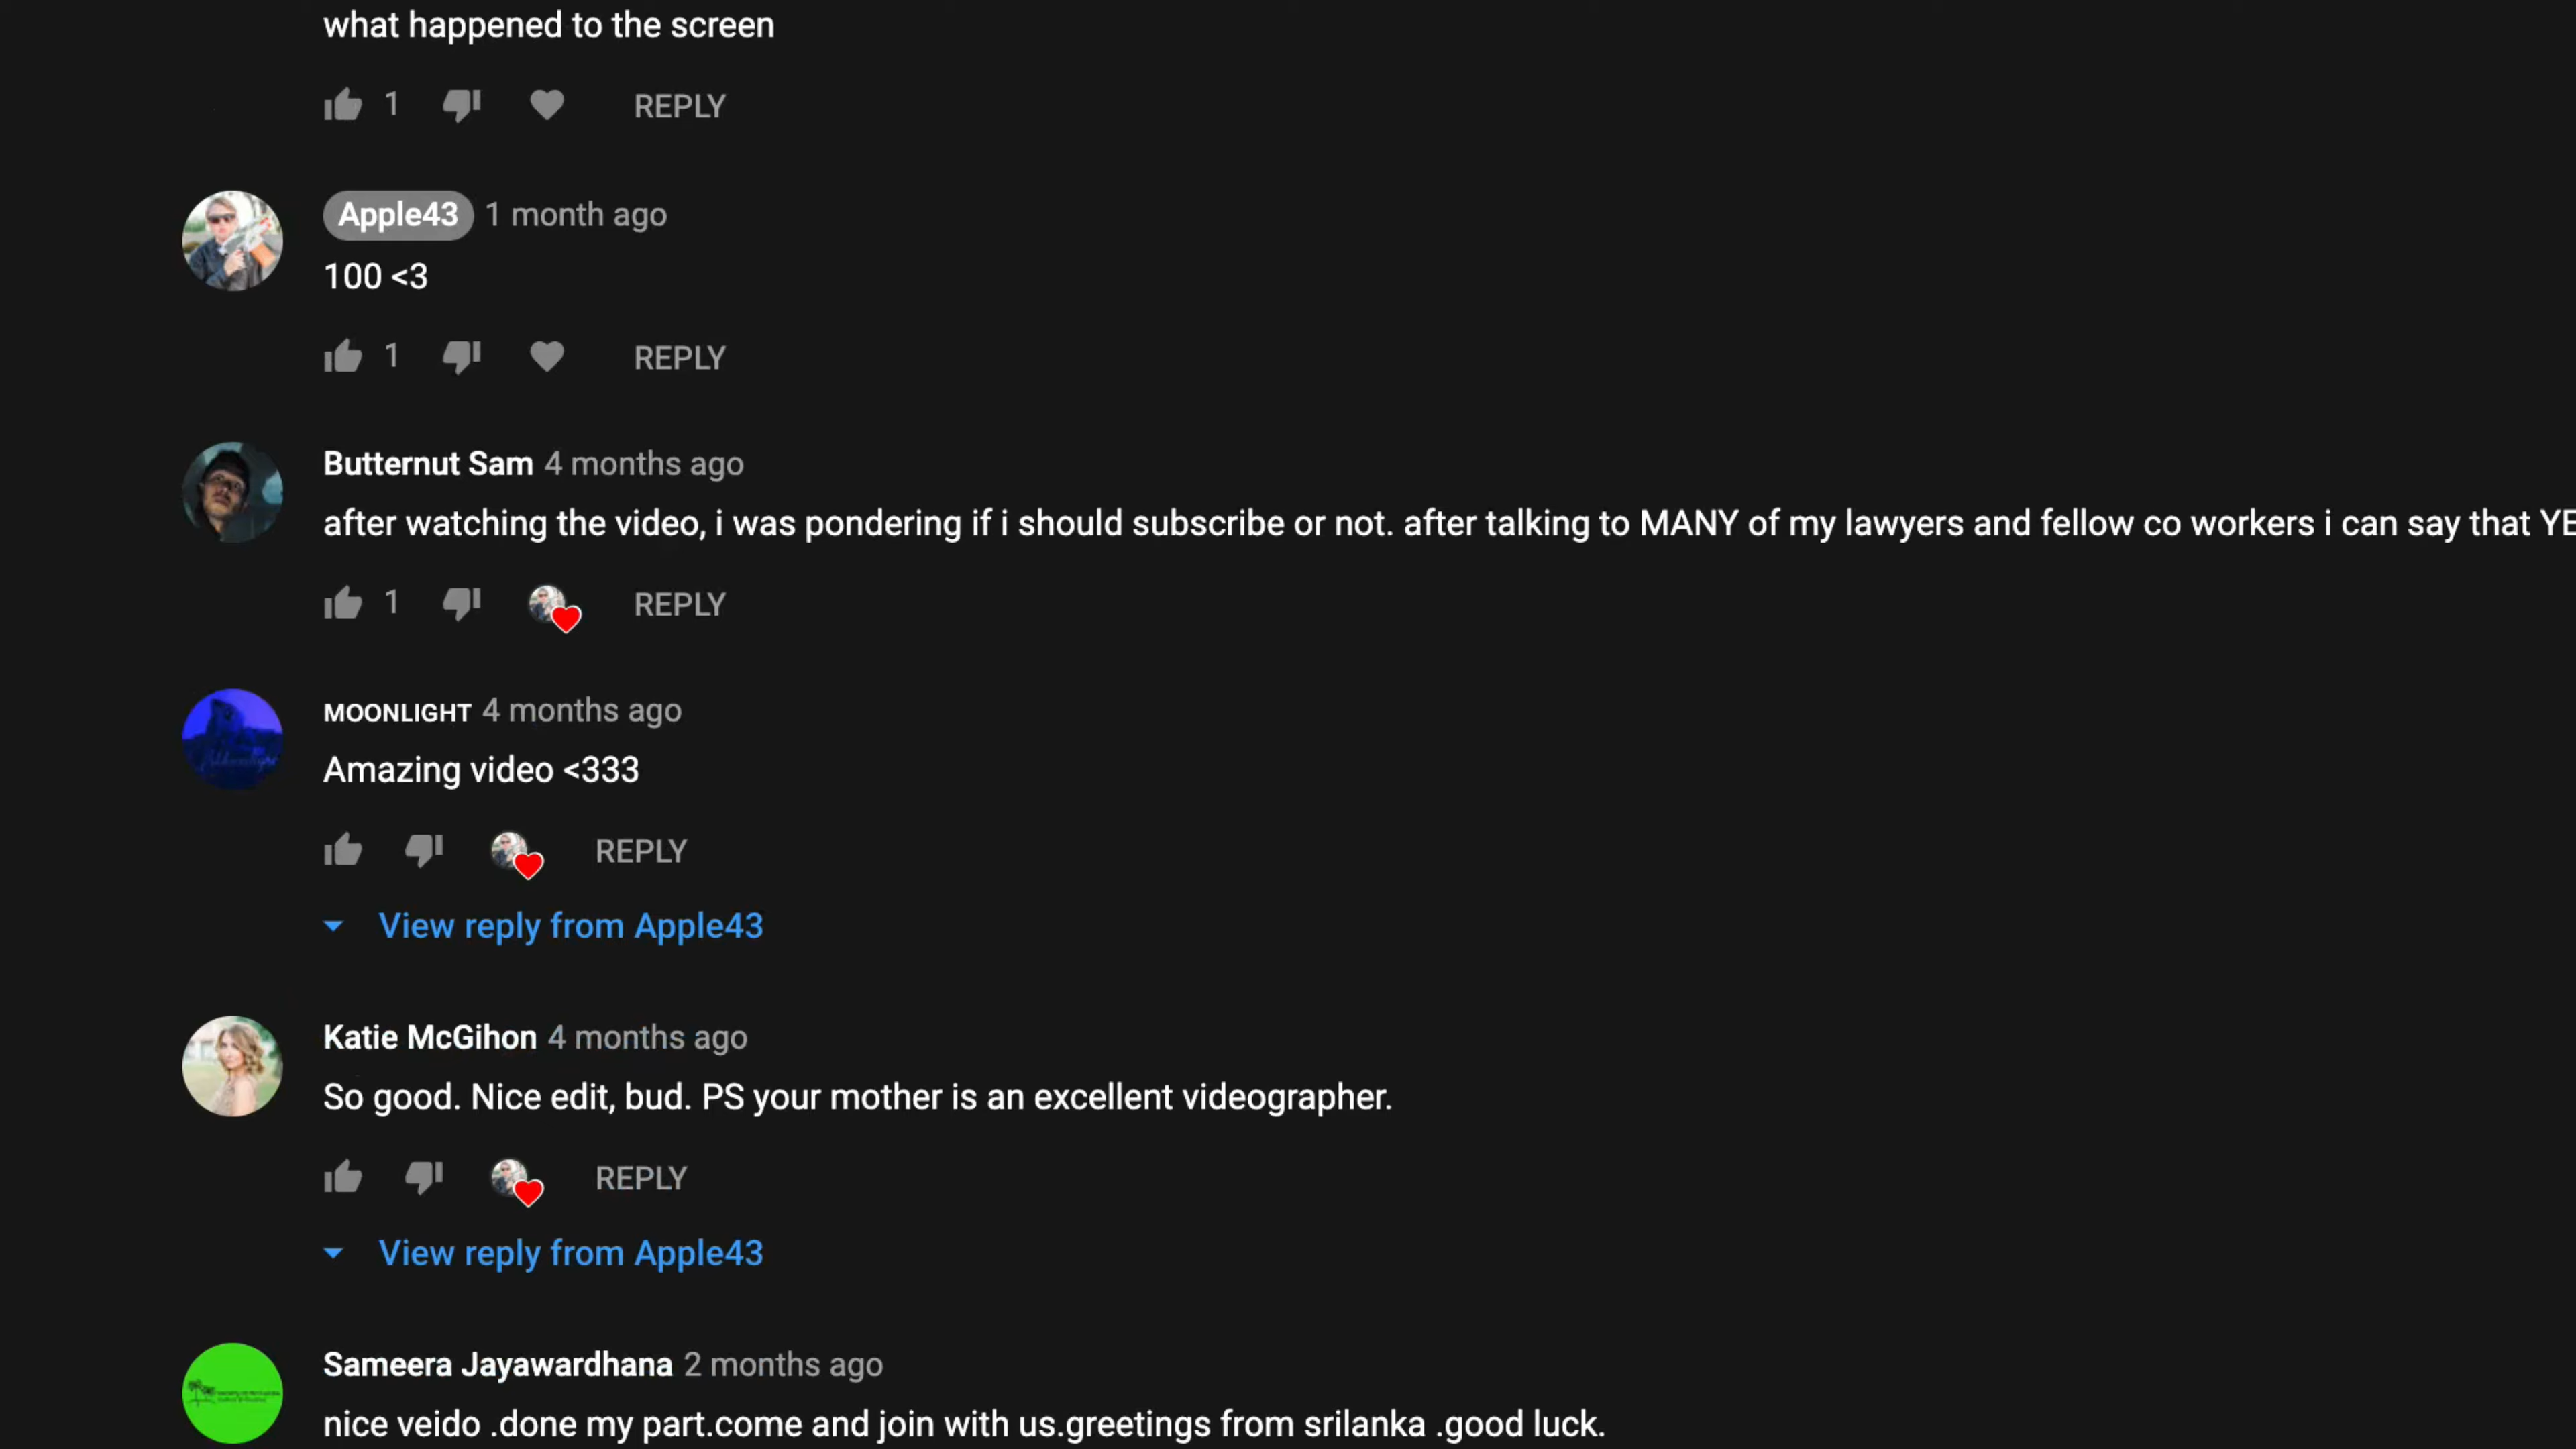 what happened to the screen
1 REPLY
Apple43 1 month ago
100 <3
1 REPLY
Butternut Sam 4 months ago
after watching the video, i was pondering if i should subscribe or not. after talking to MANY of my lawyers and fellow co workers i can say that YE
1 REPLY
MOONLIGHT 4 months ago
Amazing video <333
REPLY
View reply from Apple43
Katie McGihon 4 months ago
So good. Nice edit, bud. PS your mother is an excellent videographer.
REPLY
View reply from Apple43
Sameera Jayawardhana 2 months ago
nice veido .done my part.come and join with us.greetings from srilanka .good luck.